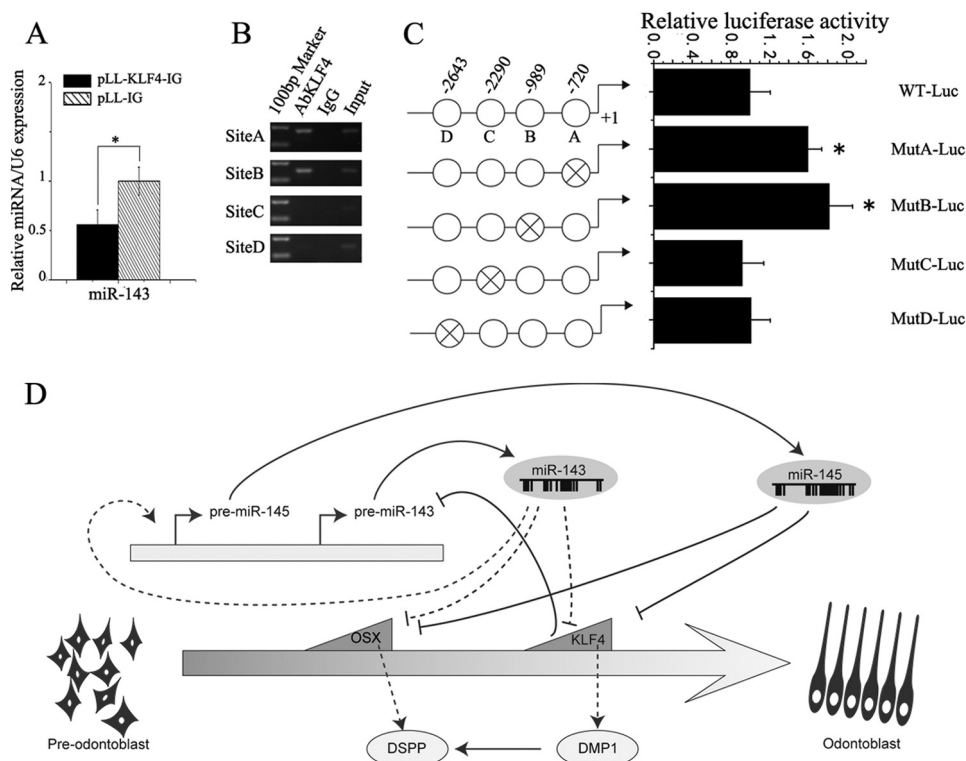 A
Relative miRNA/U6 expression
2
1.5
1
0.5
0
pLL-KLF4-IG
pLL-IG
*
miR-143
B
100bp Marker
AbKLF4
IgG
Input
SiteA
SiteB
SiteC
SiteD
C
-2643
-2290
-989
-720
D
C
B
A
+1
Relative luciferase activity
0.0
0.4
0.8
1.2
1.6
2.0
WT-Luc
MutA-Luc
*
MutB-Luc
*
MutC-Luc
MutD-Luc
D
miR-143
miR-145
pre-miR-145
pre-miR-143
OSX
KLF4
Pre-odontoblast
DSPP
DMP1
Odontoblast